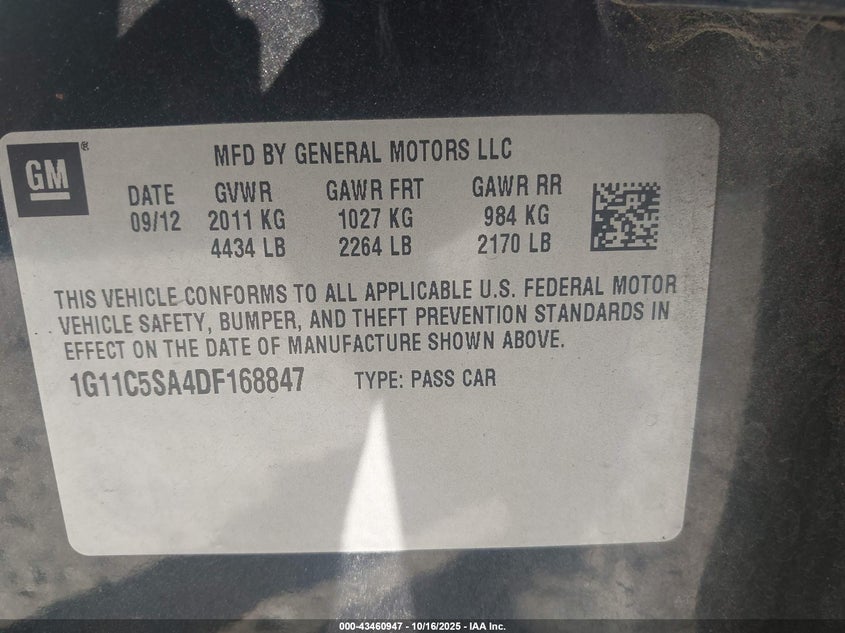 GM®
MFD BY GENERAL MOTORS LLC
DATE GVWR GAWR FRT GAWR RR
09/12 2011 KG 1027 KG 984 KG
4434 LB 2264 LB 2170 LB
THIS VEHICLE CONFORMS TO ALL APPLICABLE U.S. FEDERAL MOTOR
VEHICLE SAFETY, BUMPER, AND THEFT PREVENTION STANDARDS IN
EFFECT ON THE DATE OF MANUFACTURE SHOWN ABOVE.
1G11C5SA4DF168847 TYPE: PASS CAR
000-43460947 - 10/16/2025 - IAA Inc.